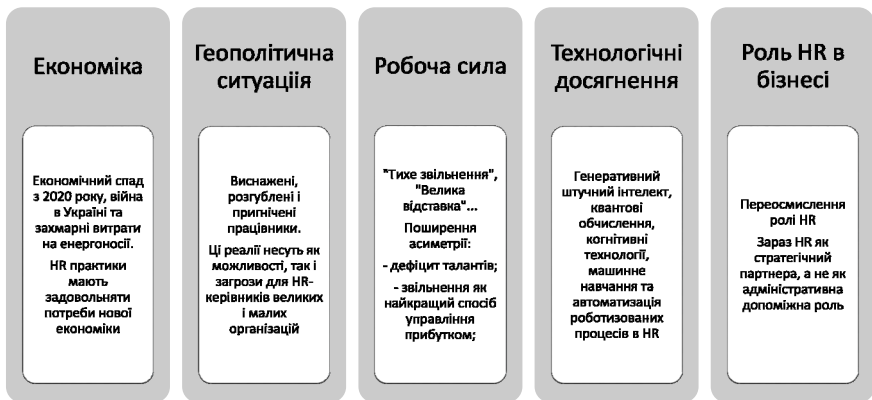 Економіка
Економічний спад
з 2020 року, війна
в Україні та
захмарні витрати
на енергоносії.
HR практики
мають
задовольняти
потреби нової
економіки
Геополітична
ситуаціія
Виснажені,
розгублені і
пригнічені
працівники.
Ці реалії несуть як
можливості, так і
загрози для HR-
керівників великих
і малих
організацій
Робоча сила
"Тихе звільнення",
"Велика
відставка"...
Поширення
асиметрії:
- дефіцит талантів;
- звільнення як
найкращий спосіб
управління
прибутком;
Технологічні
досягнення
Генеративний
штучний інтелект,
квантові
обчислення,
когнітивні
технології,
машинне
навчання та
автоматизація
роботизованих
процесів в HR
Роль HR в
бізнесі
Переосмислення
ролі HR
Зараз HR як
стратегічний
партнера, а не як
адміністративна
допоміжна роль